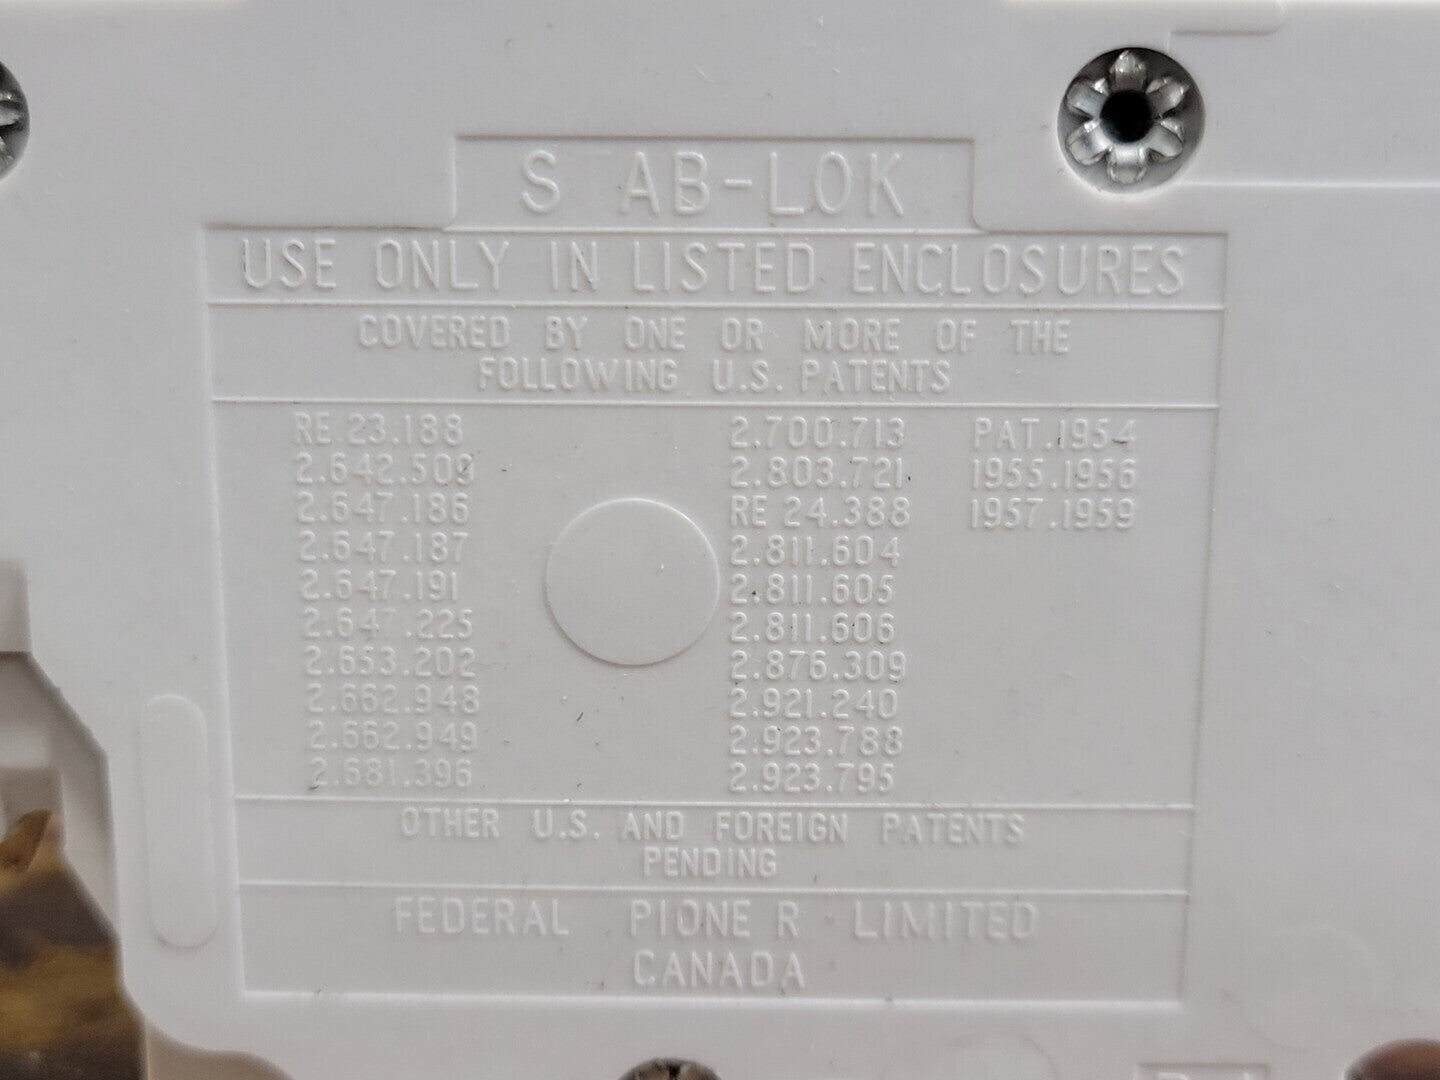 S AB-LOK
USE ONLY IN LISTED ENCLOSURES
COVERED BY ONE OR MORE OF THE
FOLLOWING U.S. PATENTS
RE 23.188
2.642.509
2.647.186
2.647.187
2.647.191
2.647.225
2.653.202
2.662.948
2.662.949
2.681.396
2.700.713
2.803.721
RE 24.388
2.811.604
2.811.605
2.811.606
2.876.309
2.921.240
2.923.788
2.923.795
PAT.1954
1955.1956
1957.1959
OTHER U.S. AND FOREIGN PATENTS
PENDING
FEDERAL PIONE R LIMITED
CANADA